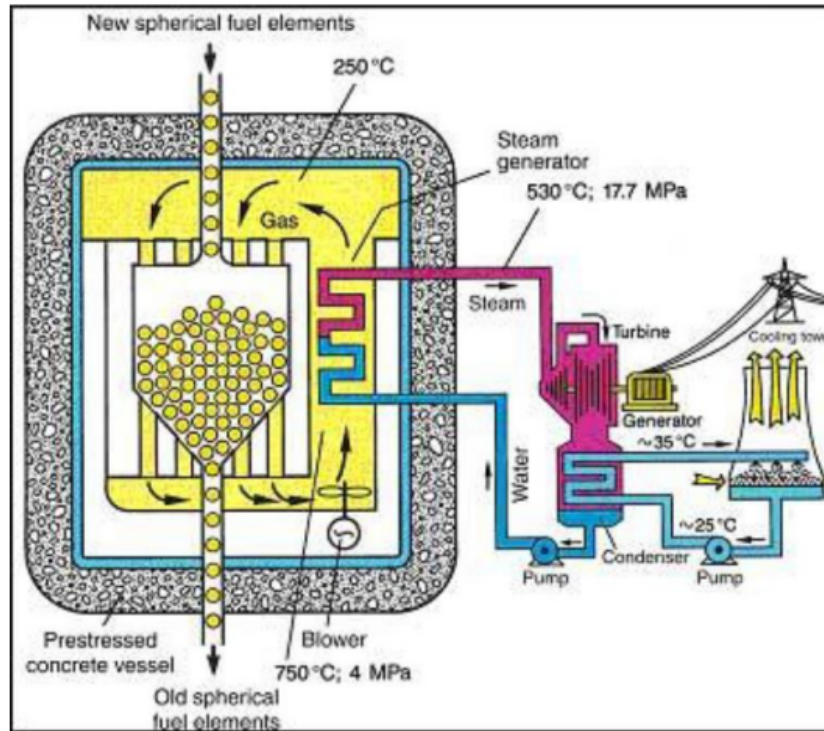 New spherical fuel elements
250°C
Steam
generator
530°C; 17.7 MPa
Gas
Steam
Turbine
Cooling towe
Generator
~35°C
Water
~25°C
Condenser
Pump
Pump
Prestressed
concrete vessel
Blower
750°C; 4 MPa
Old spherical
fuel elements